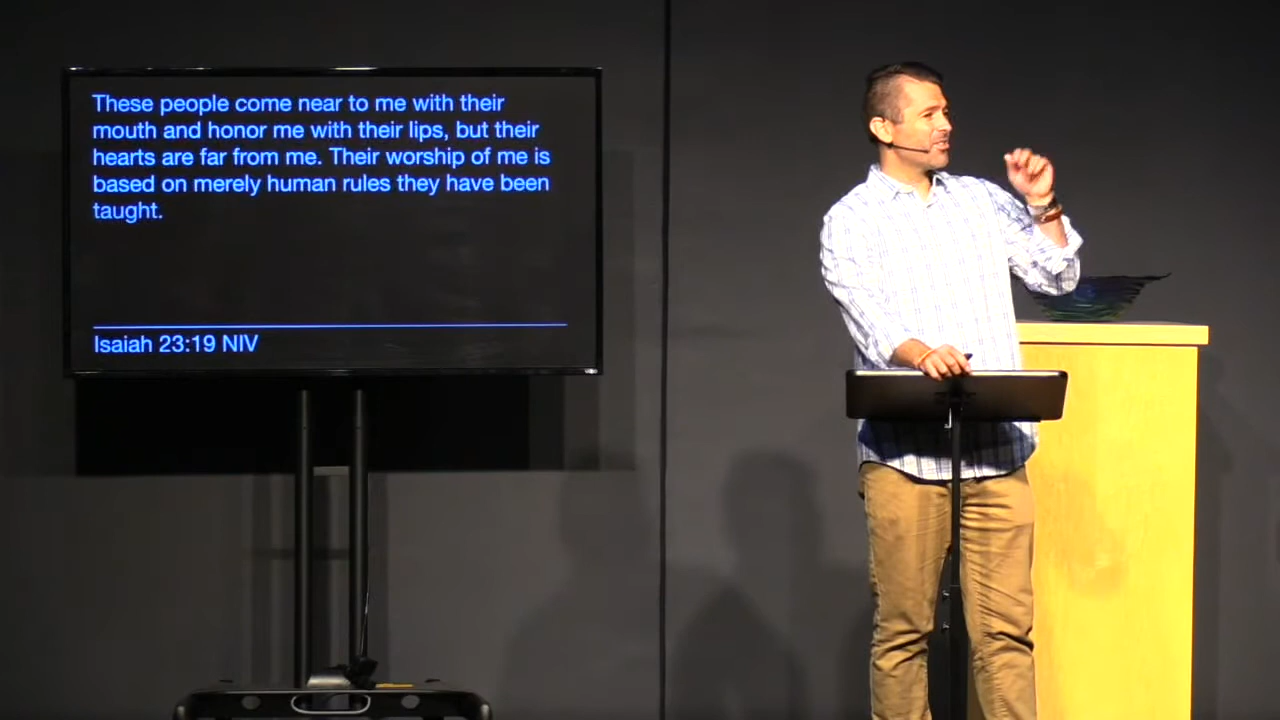 These people come near to me with their
mouth and honor me with their lips, but their
hearts are far from me. Their worship of me is
based on merely human rules they have been
taught.
Isaiah 23:19 NIV